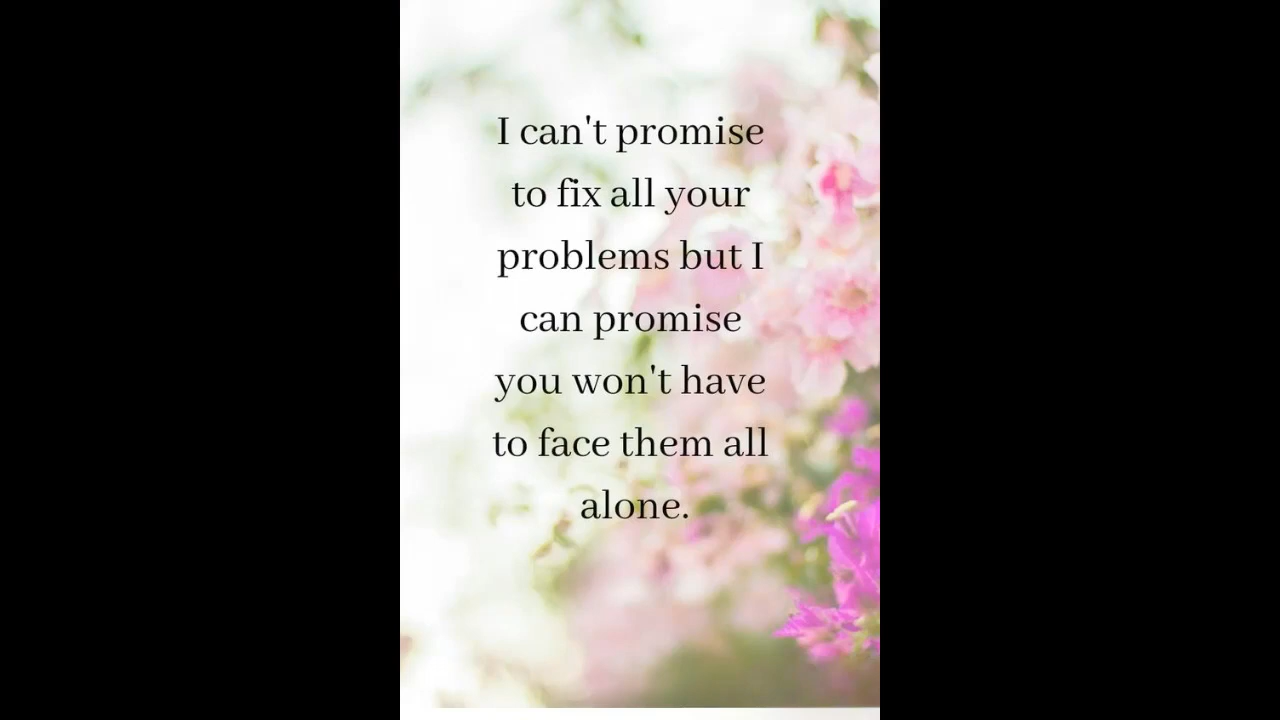 I can't promise
to fix all your
problems but I
can promise
you won't have
to face them all
alone.